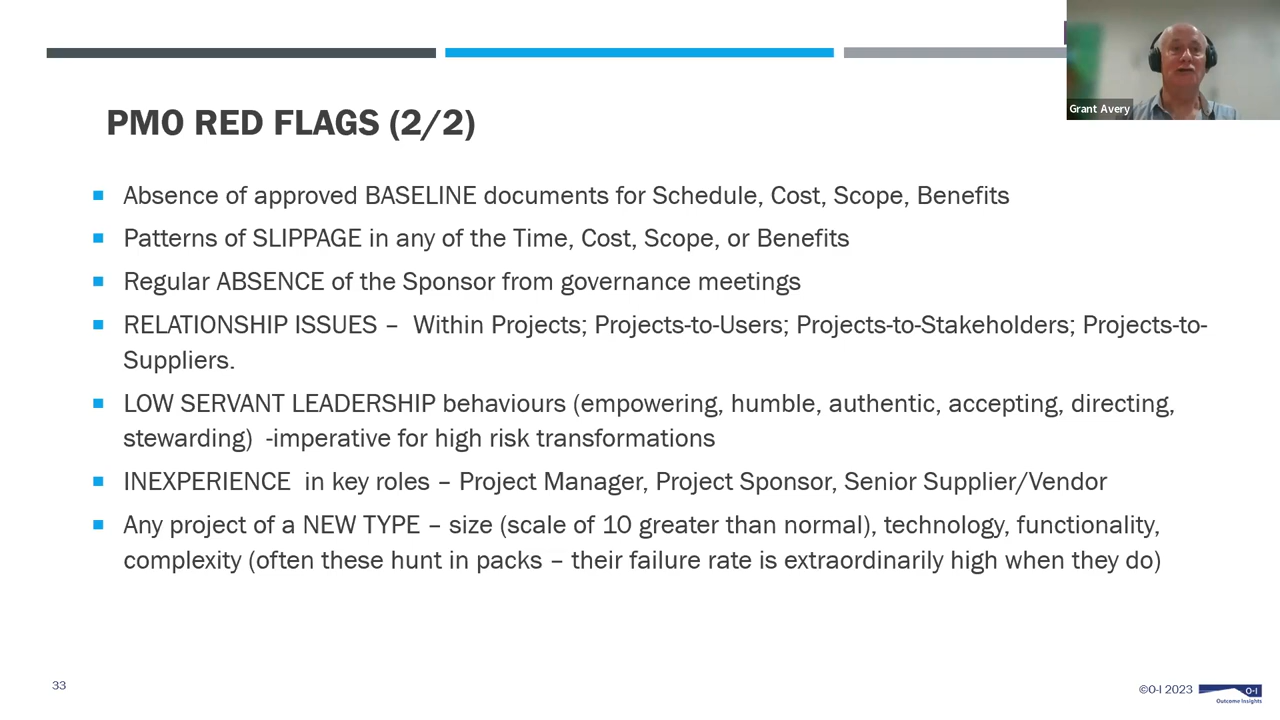 Grant Avery
PMO RED FLAGS (2/2)
Absence of approved BASELINE documents for Schedule, Cost, Scope, Benefits
Patterns of SLIPPAGE in any of the Time, Cost, Scope, or Benefits
Regular ABSENCE of the Sponsor from governance meetings
RELATIONSHIP ISSUES – Within Projects; Projects-to-Users; Projects-to-Stakeholders; Projects-to-
Suppliers.
LOW SERVANT LEADERSHIP behaviours (empowering, humble, authentic, accepting, directing,
stewarding) -imperative for high risk transformations
INEXPERIENCE in key roles – Project Manager, Project Sponsor, Senior Supplier/Vendor
Any project of a NEW TYPE – size (scale of 10 greater than normal), technology, functionality,
complexity (often these hunt in packs – their failure rate is extraordinarily high when they do)
33
©O-I 2023
O-I
Outcome Insights